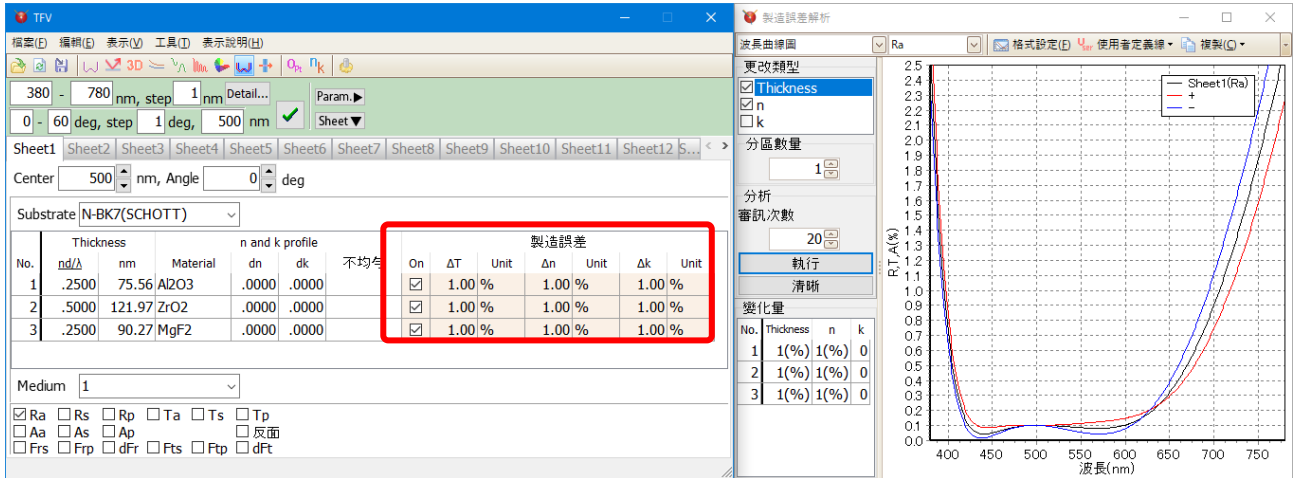 TFV
檔案(F) 編輯(E) 表示(V) 工具(T) 表示說明(H)
3D Opt nk
380 - 780 nm, step 1 nm Detail... Param.▶
0 - 60 deg, step 1 deg, 500 nm Sheet▼
Sheet1 Sheet2 Sheet3 Sheet4 Sheet5 Sheet6 Sheet7 Sheet8 Sheet9 Sheet10 Sheet11 Sheet12 S...
Center 500 nm, Angle 0 deg
Substrate N-BK7(SCHOTT)
Thickness n and k profile 製造誤差
No. nd/λ nm Material dn dk 不均勻 On ΔT Unit Δn Unit Δk Unit
1 .2500 75.56 Al2O3 .0000 .0000 1.00 % 1.00 % 1.00 %
2 .5000 121.97 ZrO2 .0000 .0000 1.00 % 1.00 % 1.00 %
3 .2500 90.27 MgF2 .0000 .0000 1.00 % 1.00 % 1.00 %
Medium 1
Ra Rs Rp Ta Ts Tp
Aa As Ap 反面
Frs Frp dFr Fts Ftp dFt
製造誤差解析
波長曲線圖 Ra 格式設定(F) User 使用者定義線 複製(C)
更改類型
Thickness
n
k
分區數量
1
分析
審訊次數
20
執行
清晰
變化量
No. Thickness n k
1 1(%) 1(%) 0
2 1(%) 1(%) 0
3 1(%) 1(%) 0
R,T,A(%)
2.5
2.4
2.3
2.2
2.1
2.0
1.9
1.8
1.7
1.6
1.5
1.4
1.3
1.2
1.1
1.0
0.9
0.8
0.7
0.6
0.5
0.4
0.3
0.2
0.1
0.0
Sheet1(Ra)
+
-
400 450 500 550 600 650 700 750
波長(nm)